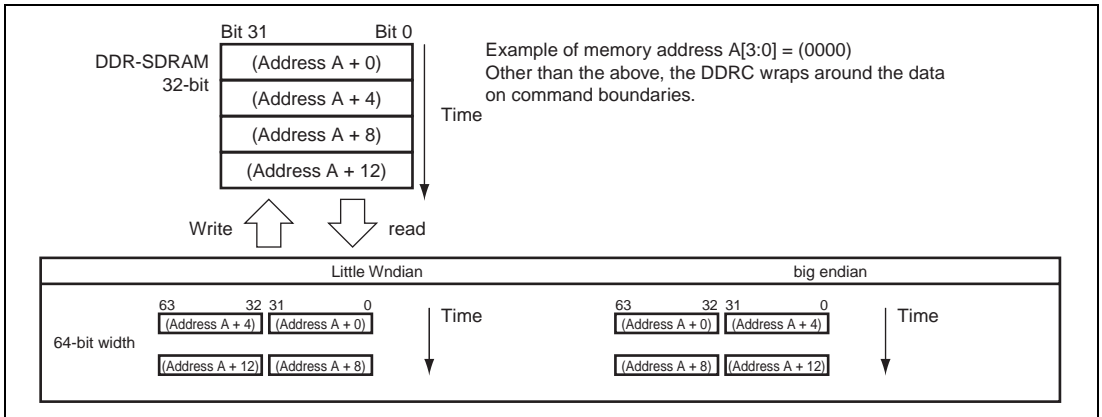 Bit 31 Bit 0
DDR-SDRAM
32-bit
(Address A + 0)
(Address A + 4)
(Address A + 8)
(Address A + 12)
Time
Example of memory address A[3:0] = (0000)
Other than the above, the DDRC wraps around the data
on command boundaries.
Write read
Little Wndian big endian
64-bit width
63 32 31 0
(Address A + 4) (Address A + 0)
(Address A + 12) (Address A + 8)
Time
63 32 31 0
(Address A + 0) (Address A + 4)
(Address A + 8) (Address A + 12)
Time